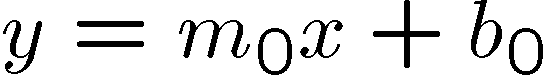 y = m₀x + b₀